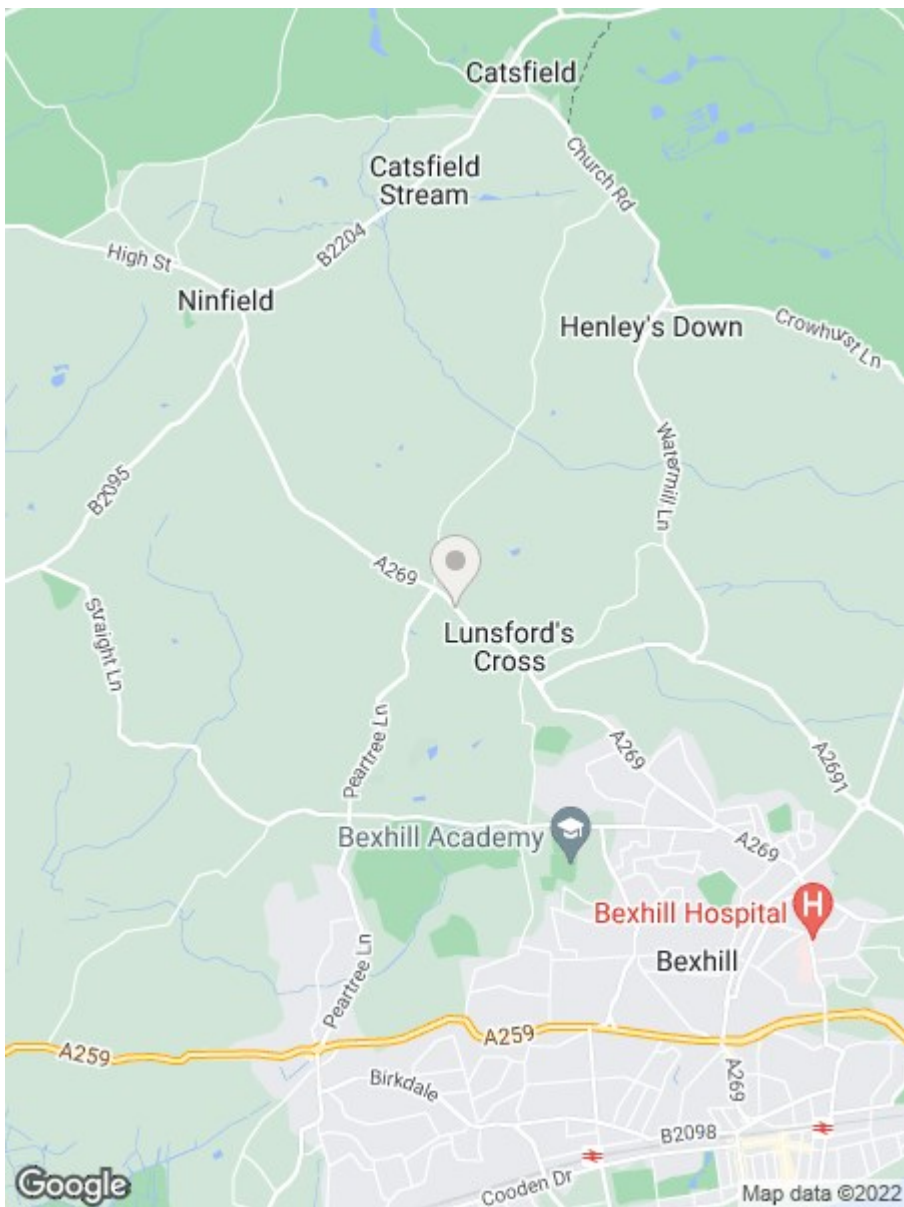 Catsfield
Catsfield
Stream
Church Rd
B2204
High St
Ninfield
Henley's Down
Crowhurst Ln
Watermill Ln
B2095
A269
Straight Ln
Lunsford's
Cross
Peartree Ln
A269
A2691
Bexhill Academy
A269
H
Bexhill Hospital
Bexhill
Peartree Ln
A259
A259
Birkdale
A269
B2098
Cooden Dr
Google
Map data ©2022